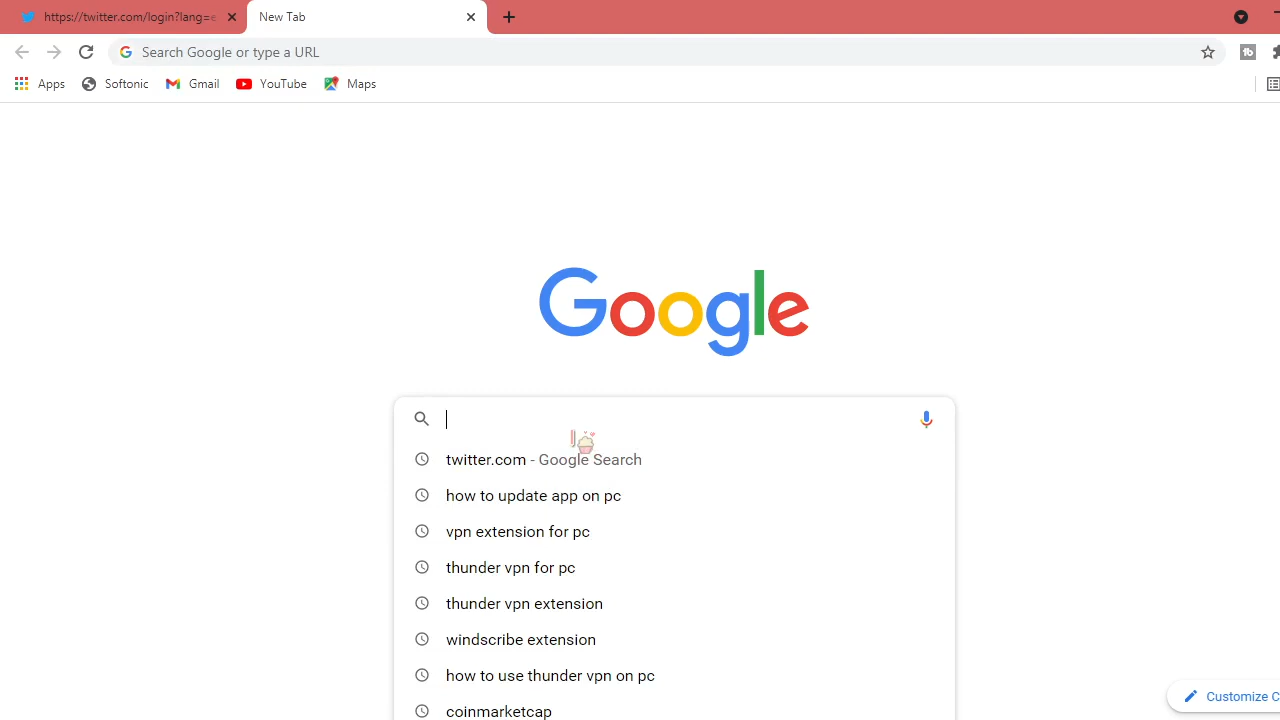 https://twitter.com/login?lang=e
New Tab
Search Google or type a URL
Apps
Softonic
Gmail
YouTube
Maps
Google
twitter.com - Google Search
how to update app on pc
vpn extension for pc
thunder vpn for pc
thunder vpn extension
windscribe extension
how to use thunder vpn on pc
coinmarketcap
Customize C